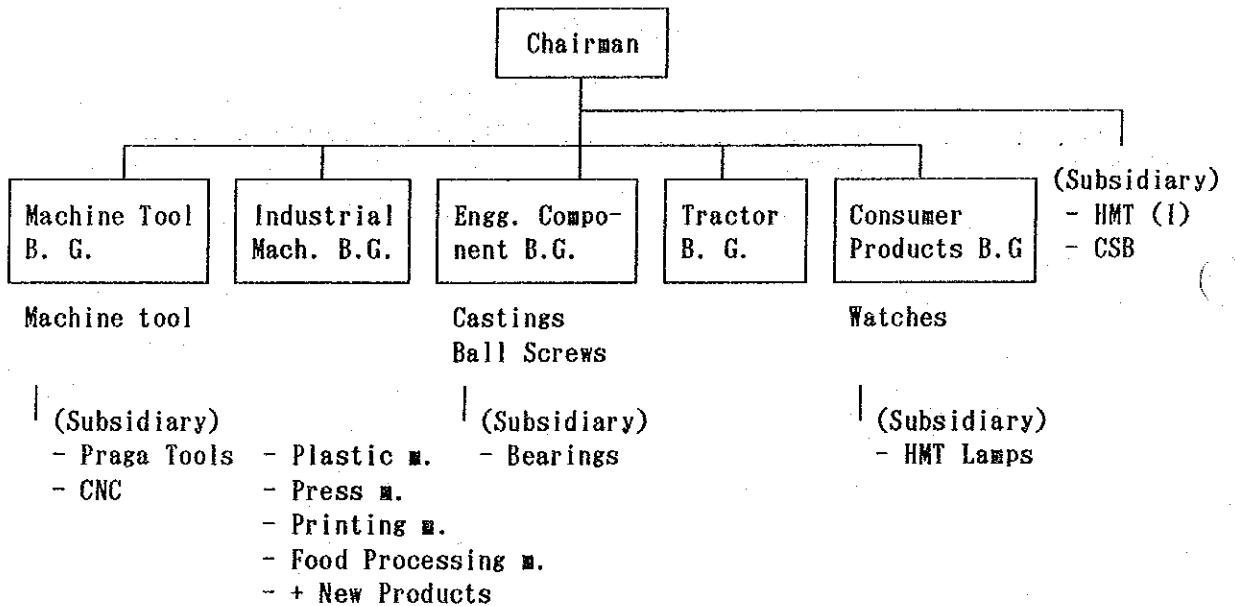 Chairman
Machine Tool
B. G.
Industrial
Mach. B.G.
Engg. Compo-
nent B.G.
Tractor
B. G.
Consumer
Products B.G
(Subsidiary)
- HMT (I)
- CSB
Machine tool
Castings
Ball Screws
Watches
(Subsidiary)
- Praga Tools
- CNC
- Plastic m.
- Press m.
- Printing m.
- Food Processing m.
- + New Products
(Subsidiary)
- Bearings
(Subsidiary)
- HMT Lamps